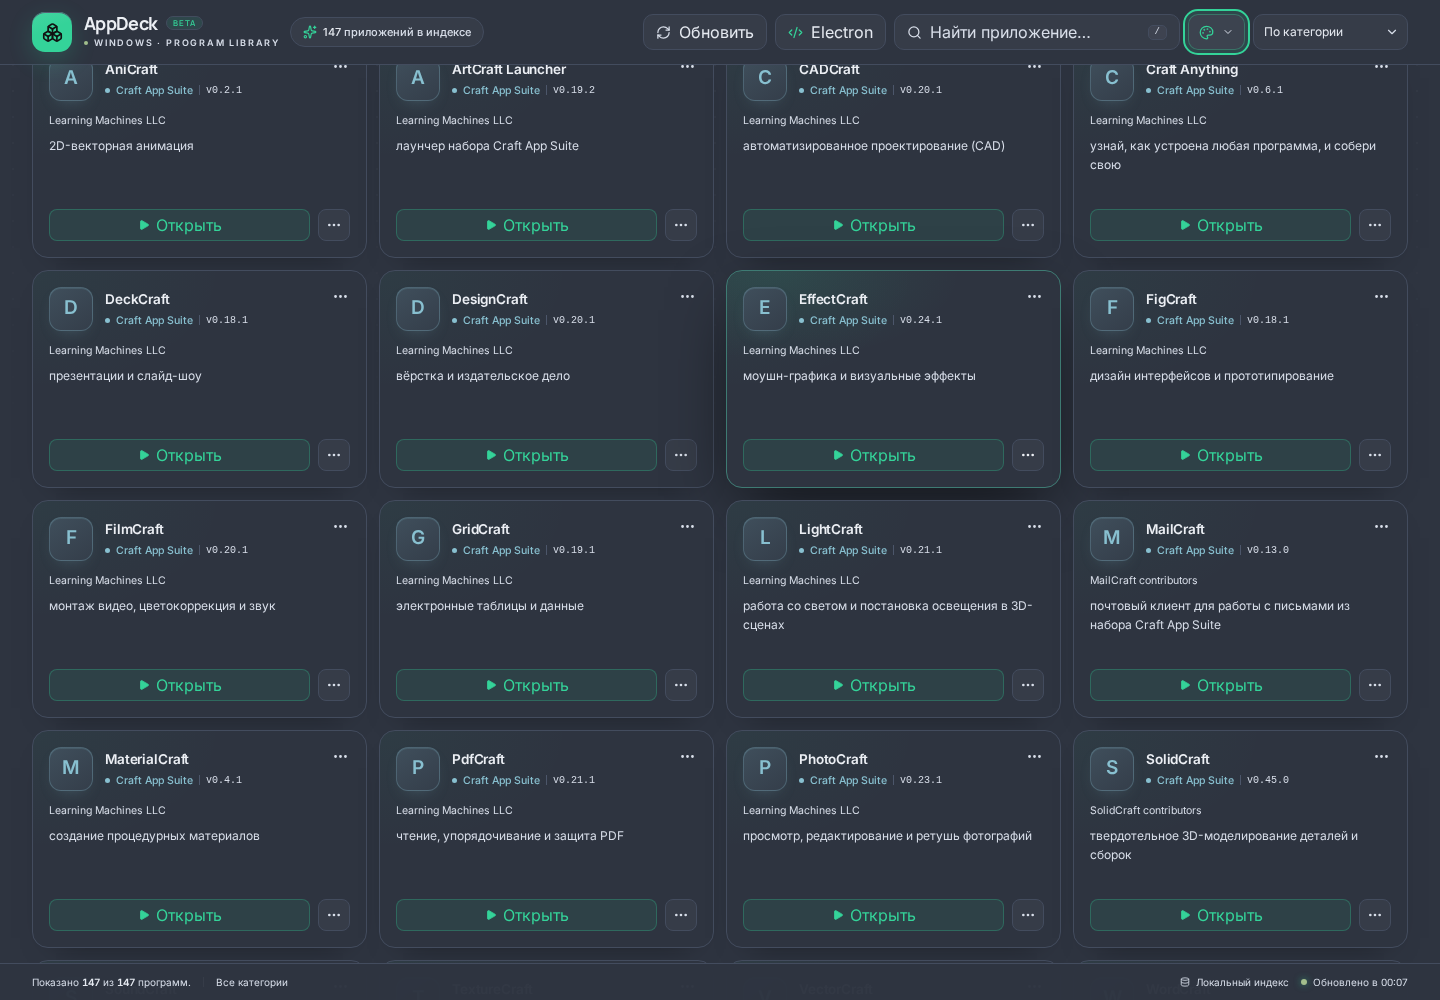 AppDeck BETA
WINDOWS · PROGRAM LIBRARY
147 приложений в индексе
Обновить
Electron
Найти приложение...
/
По категории
A AniCraft
Craft App Suite v0.2.1
Learning Machines LLC
2D-векторная анимация
Открыть
A ArtCraft Launcher
Craft App Suite v0.19.2
Learning Machines LLC
лаунчер набора Craft App Suite
Открыть
C CADCraft
Craft App Suite v0.20.1
Learning Machines LLC
автоматизированное проектирование (CAD)
Открыть
C Craft Anything
Craft App Suite v0.6.1
Learning Machines LLC
узнай, как устроена любая программа, и собери
свою
Открыть
D DeckCraft
Craft App Suite v0.18.1
Learning Machines LLC
презентации и слайд-шоу
Открыть
D DesignCraft
Craft App Suite v0.20.1
Learning Machines LLC
вёрстка и издательское дело
Открыть
E EffectCraft
Craft App Suite v0.24.1
Learning Machines LLC
моушн-графика и визуальные эффекты
Открыть
F FigCraft
Craft App Suite v0.18.1
Learning Machines LLC
дизайн интерфейсов и прототипирование
Открыть
F FilmCraft
Craft App Suite v0.20.1
Learning Machines LLC
монтаж видео, цветокоррекция и звук
Открыть
G GridCraft
Craft App Suite v0.19.1
Learning Machines LLC
электронные таблицы и данные
Открыть
L LightCraft
Craft App Suite v0.21.1
Learning Machines LLC
работа со светом и постановка освещения в 3D-
сценах
Открыть
M MailCraft
Craft App Suite v0.13.0
MailCraft contributors
почтовый клиент для работы с письмами из
набора Craft App Suite
Открыть
M MaterialCraft
Craft App Suite v0.4.1
Learning Machines LLC
создание процедурных материалов
Открыть
P PdfCraft
Craft App Suite v0.21.1
Learning Machines LLC
чтение, упорядочивание и защита PDF
Открыть
P PhotoCraft
Craft App Suite v0.23.1
Learning Machines LLC
просмотр, редактирование и ретушь фотографий
Открыть
S SolidCraft
Craft App Suite v0.45.0
SolidCraft contributors
твердотельное 3D-моделирование деталей и
сборок
Открыть
Показано 147 из 147 программ.
Все категории
Локальный индекс
Обновлено в 00:07